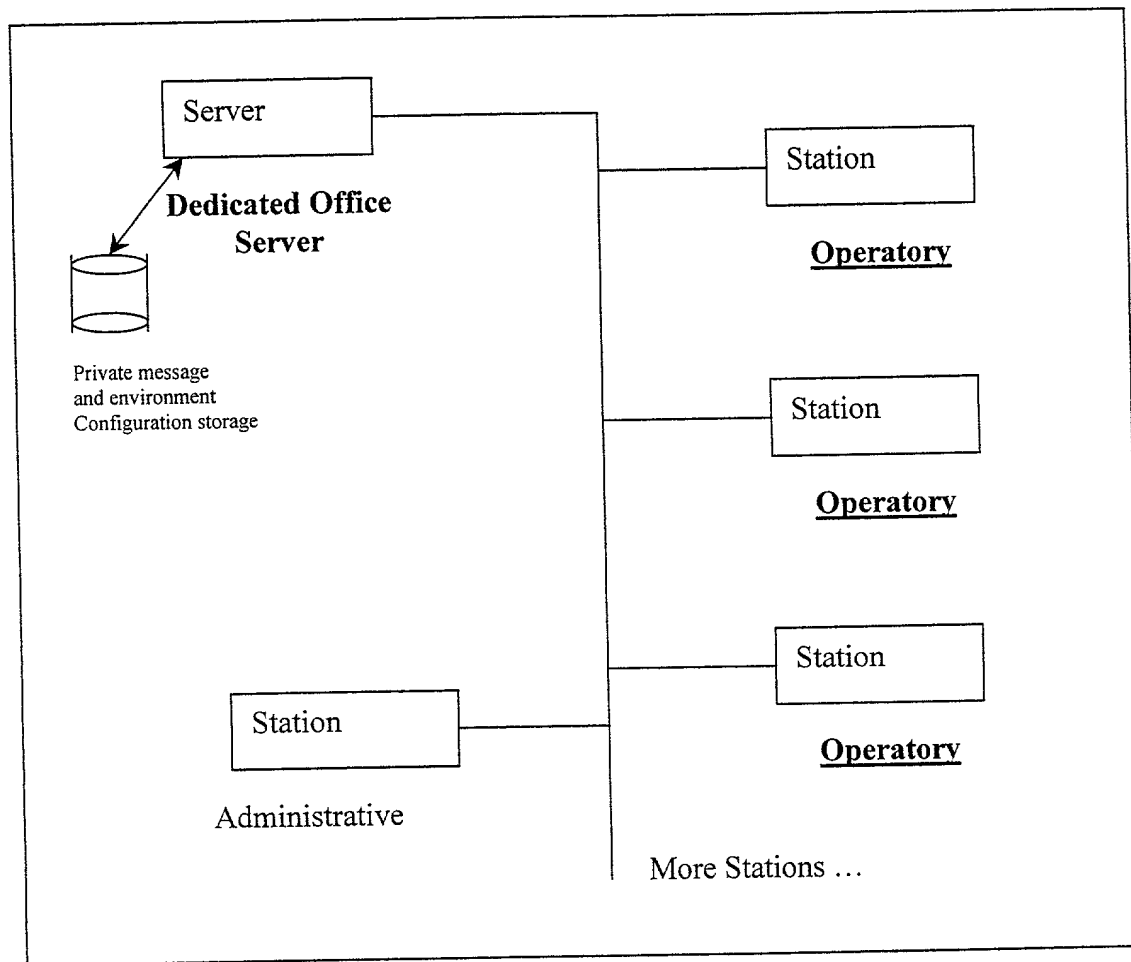 Server
Dedicated Office
Server
Private message
and environment
Configuration storage
Station
Operatory
Station
Operatory
Station
Operatory
Station
Administrative
More Stations …